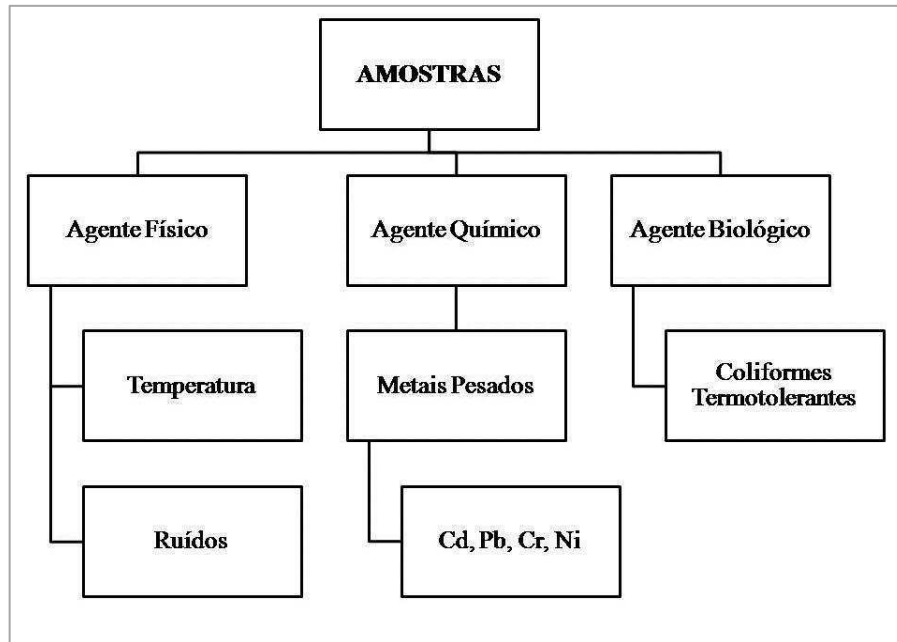 AMOSTRAS
Agente Físico
Agente Químico
Agente Biológico
Temperatura
Metais Pesados
Coliformes
Termotolerantes
Ruídos
Cd, Pb, Cr, Ni